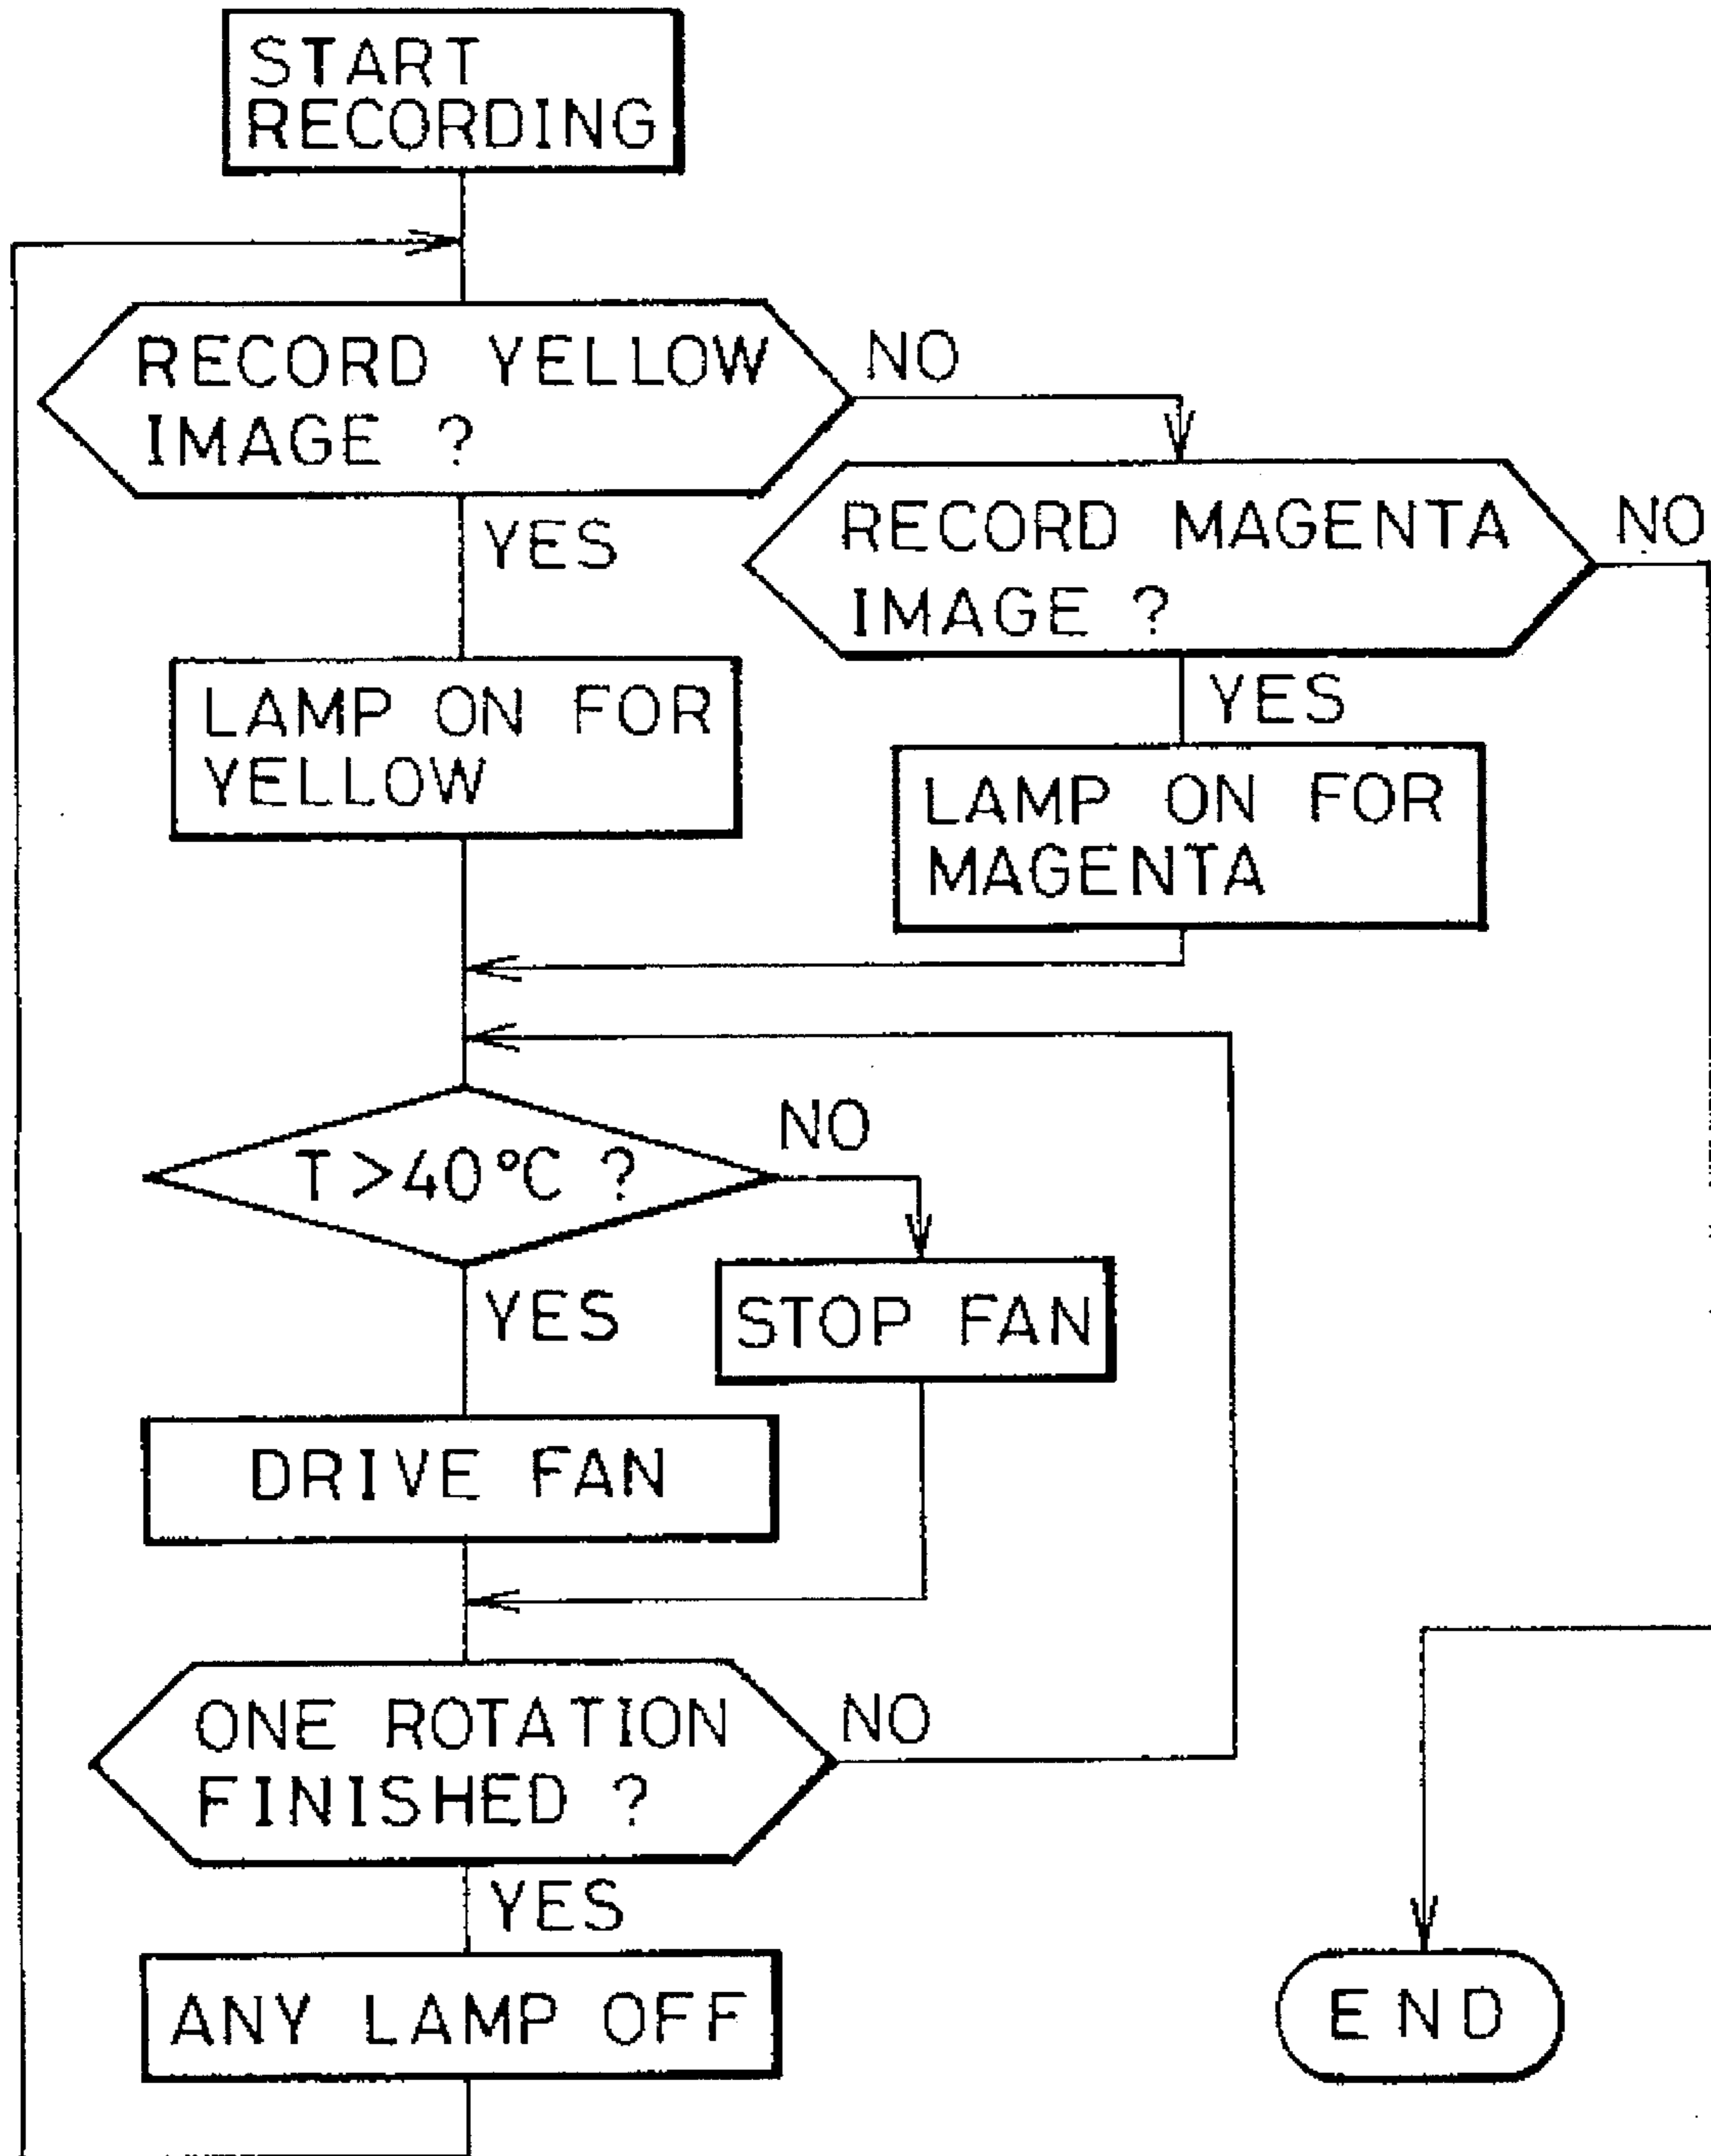 START
RECORDING
RECORD YELLOW
IMAGE ?
NO
YES
RECORD MAGENTA
IMAGE ?
NO
YES
LAMP ON FOR
YELLOW
LAMP ON FOR
MAGENTA
T>40°C ?
NO
YES
STOP FAN
DRIVE FAN
ONE ROTATION
FINISHED ?
NO
YES
ANY LAMP OFF
END